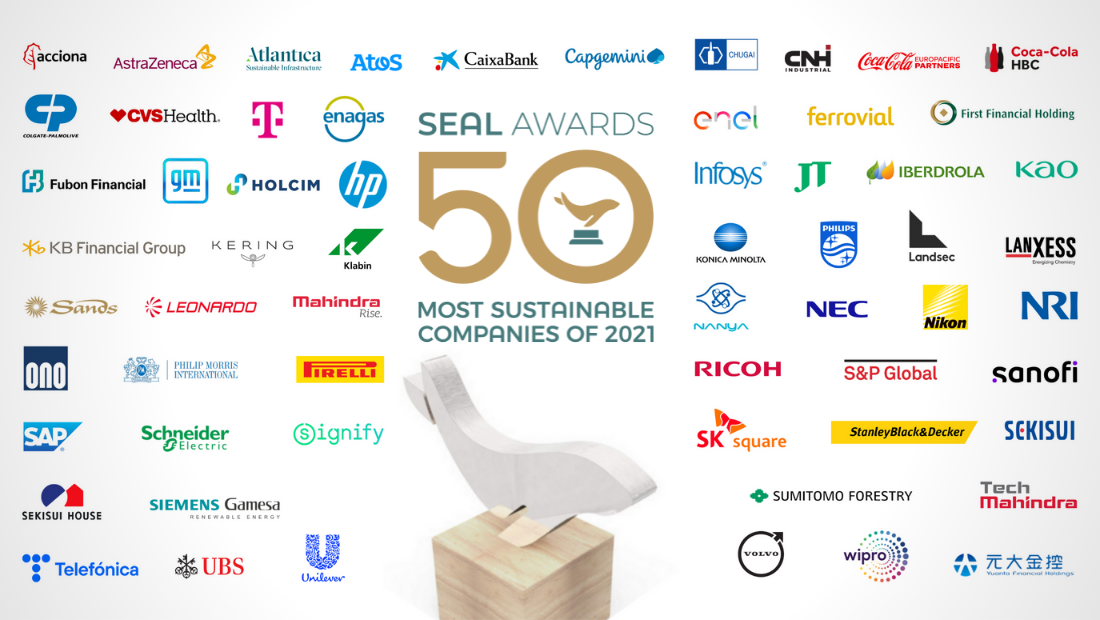 acciona
AstraZeneca
Atlantica
Sustainable Infrastructure
Atos
CaixaBank
Capgemini
CHUGAI
CNH
INDUSTRIAL
Coca-Cola EUROPACIFIC
PARTNERS
Coca-Cola
HBC
CP
COLGATE-PALMOLIVE
CVSHealth.
T
enagas
SEAL AWARDS
enel
ferrovial
First Financial Holding
Fubon Financial
gm
HOLCIM
hp
50
Infosys®
JT
IBERDROLA
kao
KB Financial Group
KERING
Klabin
KONICA MINOLTA
PHILIPS
Landsec
LANXESS
Energizing Chemistry
Sands
LEONARDO
Mahindra
Rise.
MOST SUSTAINABLE
COMPANIES OF 2021
NANYA
NEC
Nikon
NRI
ono
PHILIP MORRIS
INTERNATIONAL
PIRELLI
RICOH
S&P Global
sanofi
SAP®
Schneider
Electric
Signify
SK square
StanleyBlack&Decker
SEKISUI
SEKISUI HOUSE
SIEMENS Gamesa
RENEWABLE ENERGY
SUMITOMO FORESTRY
Tech
Mahindra
Telefónica
UBS
Unilever
VOLVO
wipro
元大金控
Yuanta Financial Holdings